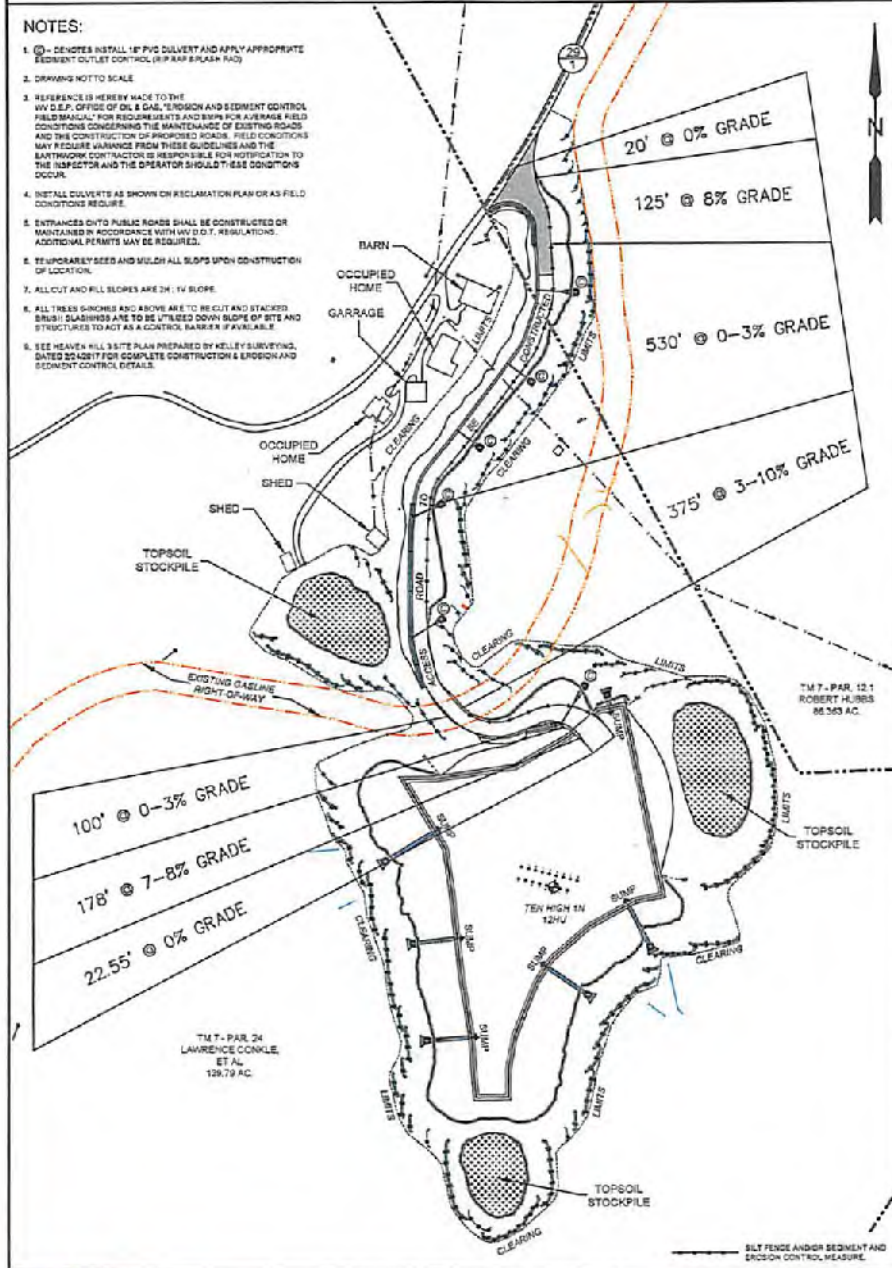 NOTES:
1. Ⓒ - DENOTES INSTALL 18" PVC CULVERT AND APPLY APPROPRIATE
SEDIMENT OUTLET CONTROL (RIP RAP SPLASH PAD)
2. DRAWING NOT TO SCALE
3. REFERENCE IS HEREBY MADE TO THE
WV D.E.P. OFFICE OF OIL & GAS, "EROSION AND SEDIMENT CONTROL
FIELD MANUAL" FOR REQUIREMENTS AND BMPS FOR AVERAGE FIELD
CONDITIONS CONCERNING THE MAINTENANCE OF EXISTING ROADS
AND THE CONSTRUCTION OF PROPOSED ROADS. FIELD CONDITIONS
MAY REQUIRE VARIANCE FROM THESE GUIDELINES AND THE
EARTHWORK CONTRACTOR IS RESPONSIBLE FOR NOTIFICATION TO
THE INSPECTOR AND THE OPERATOR SHOULD THESE CONDITIONS
OCCUR.
4. INSTALL CULVERTS AS SHOWN ON RECLAMATION PLAN OR AS FIELD
CONDITIONS REQUIRE.
5. ENTRANCES ONTO PUBLIC ROADS SHALL BE CONSTRUCTED OR
MAINTAINED IN ACCORDANCE WITH WV D.O.T. REGULATIONS.
ADDITIONAL PERMITS MAY BE REQUIRED.
6. TEMPORARILY SEED AND MULCH ALL SLOPS UPON CONSTRUCTION
OF LOCATION.
7. ALL CUT AND FILL SLOPES ARE 2H : 1V SLOPE.
8. ALL TREES 6-INCHES AND ABOVE ARE TO BE CUT AND STACKED.
BRUSH SLASHINGS ARE TO BE UTILIZED DOWN SLOPE OF SITE AND
STRUCTURES TO ACT AS A CONTROL BARRIER IF AVAILABLE.
9. SEE HEAVEN HILL 3 SITE PLAN PREPARED BY KELLEY SURVEYING,
DATED 2/24/2017 FOR COMPLETE CONSTRUCTION & EROSION AND
SEDIMENT CONTROL DETAILS.
29
1
N
20' @ 0% GRADE
125' @ 8% GRADE
530' @ 0-3% GRADE
375' @ 3-10% GRADE
BARN
OCCUPIED
HOME
GARRAGE
LIMITS
CLEARING
OCCUPIED
HOME
SHED
SHED
ACCESS ROAD TO BE CONSTRUCTED
Ⓒ
Ⓒ
Ⓒ
Ⓒ
Ⓒ
Ⓒ
LIMITS
CLEARING
TOPSOIL
STOCKPILE
EXISTING GASLINE
RIGHT-OF-WAY
CLEARING
LIMITS
TM 7 - PAR. 12.1
ROBERT HUBBS
86.363 AC.
100' @ 0-3% GRADE
178' @ 7-8% GRADE
22.55' @ 0% GRADE
SUMP
SUMP
SUMP
SUMP
SUMP
SUMP
TEN HIGH 1N
12HU
TOPSOIL
STOCKPILE
LIMITS
CLEARING
CLEARING
TM 7 - PAR. 24
LAWRENCE CONKLE,
ET AL
129.79 AC.
LIMITS
LIMITS
TOPSOIL
STOCKPILE
CLEARING
SILT FENCE AND/OR SEDIMENT AND
EROSION CONTROL MEASURE.